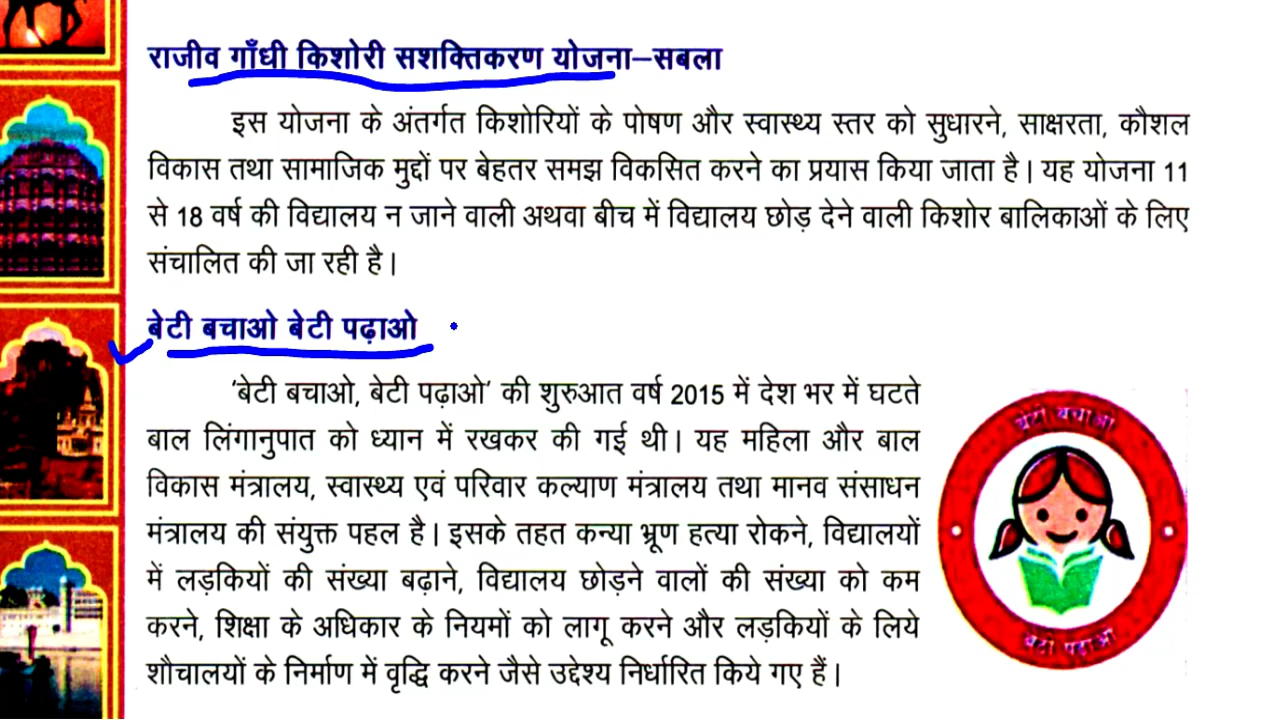 राजीव गाँधी किशोरी सशक्तिकरण योजना–सबला
इस योजना के अंतर्गत किशोरियों के पोषण और स्वास्थ्य स्तर को सुधारने, साक्षरता, कौशल
विकास तथा सामाजिक मुद्दों पर बेहतर समझ विकसित करने का प्रयास किया जाता है। यह योजना 11
से 18 वर्ष की विद्यालय न जाने वाली अथवा बीच में विद्यालय छोड़ देने वाली किशोर बालिकाओं के लिए
संचालित की जा रही है।
बेटी बचाओ बेटी पढ़ाओ
'बेटी बचाओ, बेटी पढ़ाओ' की शुरुआत वर्ष 2015 में देश भर में घटते
बाल लिंगानुपात को ध्यान में रखकर की गई थी। यह महिला और बाल
विकास मंत्रालय, स्वास्थ्य एवं परिवार कल्याण मंत्रालय तथा मानव संसाधन
मंत्रालय की संयुक्त पहल है। इसके तहत कन्या भ्रूण हत्या रोकने, विद्यालयों
में लड़कियों की संख्या बढ़ाने, विद्यालय छोड़ने वालों की संख्या को कम
करने, शिक्षा के अधिकार के नियमों को लागू करने और लड़कियों के लिये
शौचालयों के निर्माण में वृद्धि करने जैसे उद्देश्य निर्धारित किये गए हैं।
बेटी बचाओ
बेटी पढ़ाओ